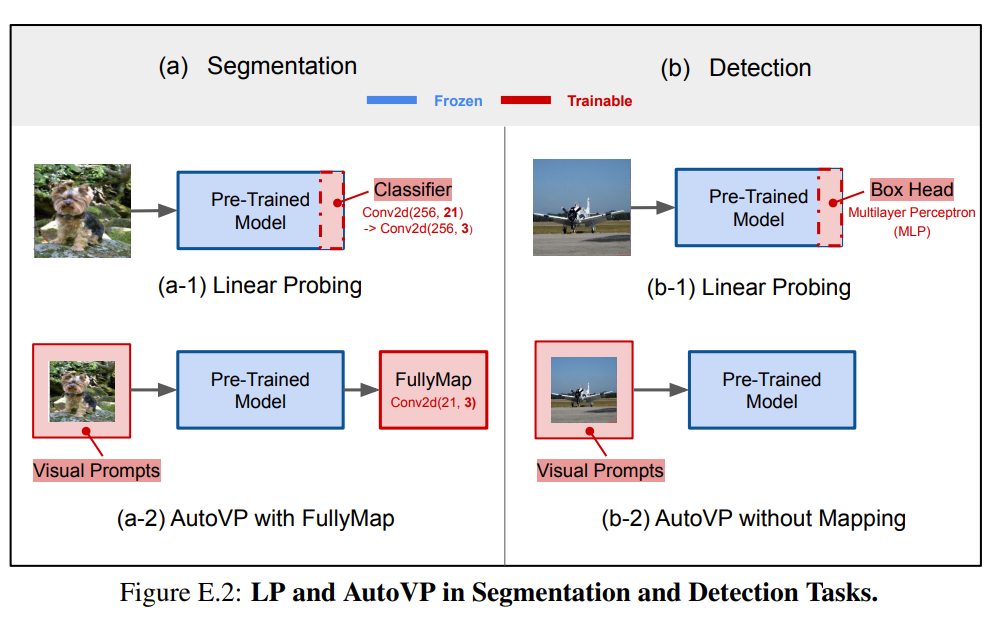 (a) Segmentation
(b) Detection
Frozen
Trainable
Pre-Trained
Model
Classifier
Conv2d(256, 21)
-> Conv2d(256, 3)
(a-1) Linear Probing
Pre-Trained
Model
Box Head
Multilayer Perceptron
(MLP)
(b-1) Linear Probing
Pre-Trained
Model
FullyMap
Conv2d(21, 3)
Visual Prompts
(a-2) AutoVP with FullyMap
Pre-Trained
Model
Visual Prompts
(b-2) AutoVP without Mapping
Figure E.2: LP and AutoVP in Segmentation and Detection Tasks.